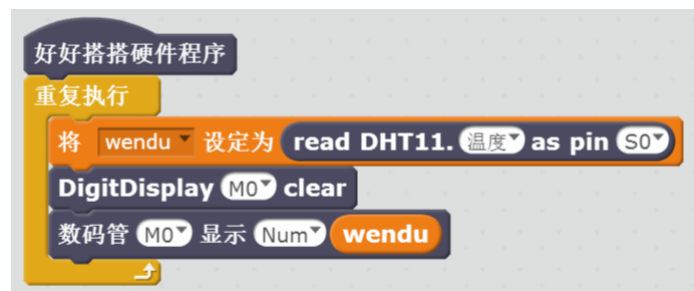 好好搭搭硬件程序
重复执行
将 wendu 设定为 read DHT11. 温度 as pin S0
DigitDisplay M0 clear
数码管 M0 显示 Num wendu